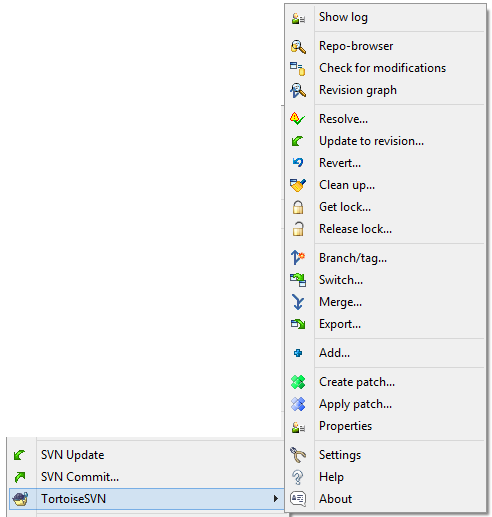 Show log
Repo-browser
Check for modifications
Revision graph
Resolve...
Update to revision...
Revert...
Clean up...
Get lock...
Release lock...
Branch/tag...
Switch...
Merge...
Export...
Add...
Create patch...
Apply patch...
Properties
Settings
Help
About
SVN Update
SVN Commit...
TortoiseSVN